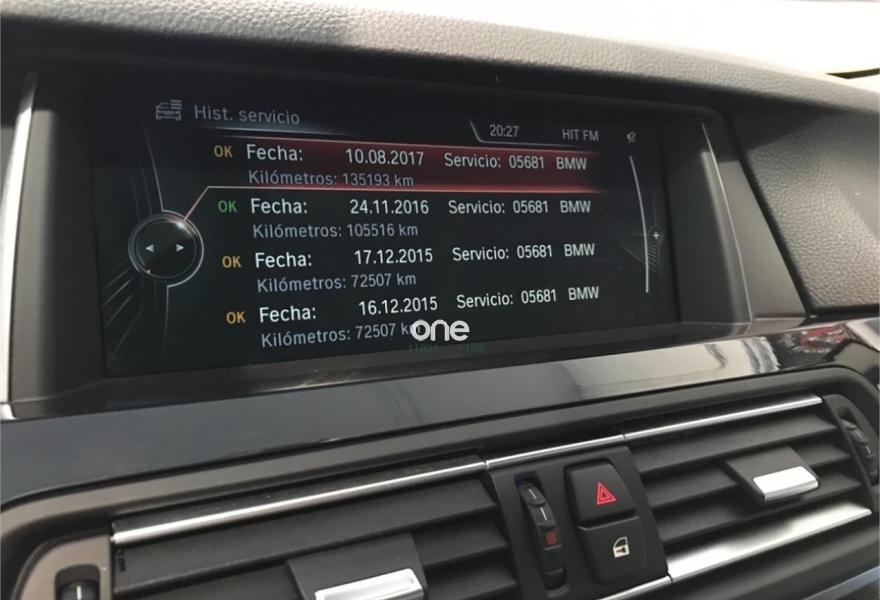 Hist. servicio
20:27 HIT FM
OK Fecha: 10.08.2017 Servicio: 05681 BMW
Kilómetros: 135193 km
OK Fecha: 24.11.2016 Servicio: 05681 BMW
Kilómetros: 105516 km
OK Fecha: 17.12.2015 Servicio: 05681 BMW
Kilómetros: 72507 km
OK Fecha: 16.12.2015 Servicio: 05681 BMW
Kilómetros: 72507 km
one